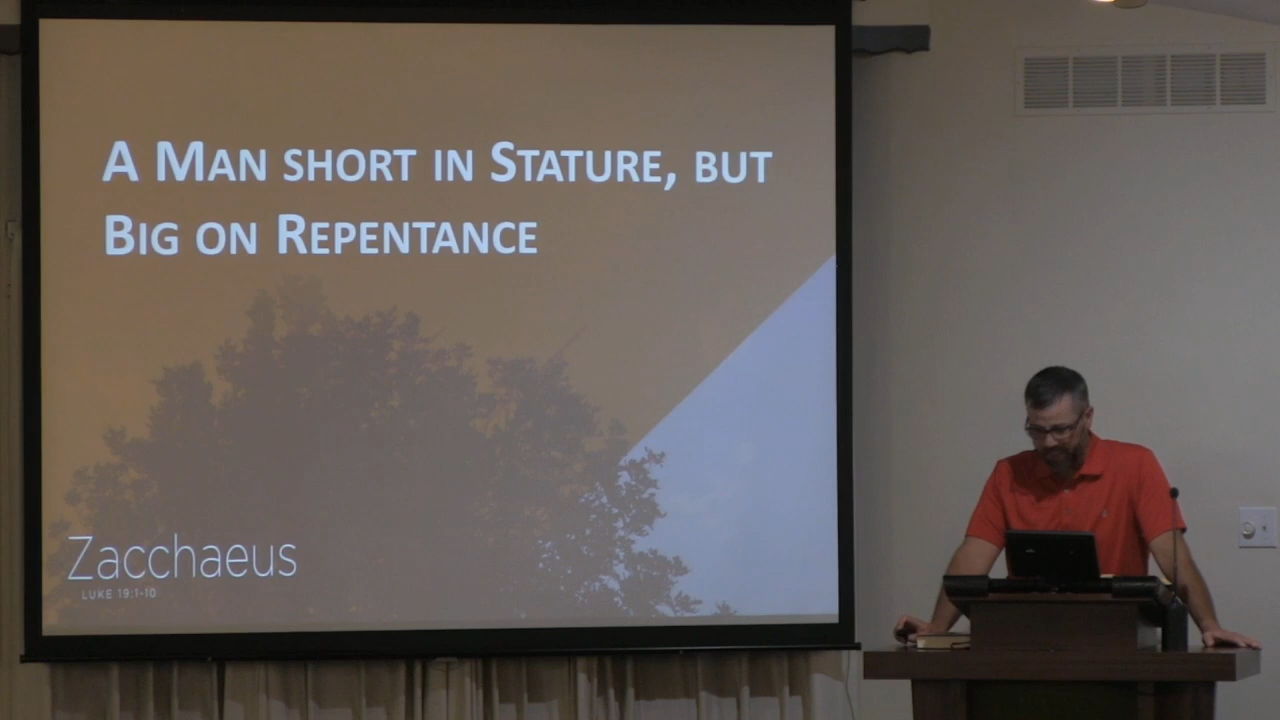 A Man short in Stature, but
Big on Repentance
Zacchaeus
LUKE 19:1-10